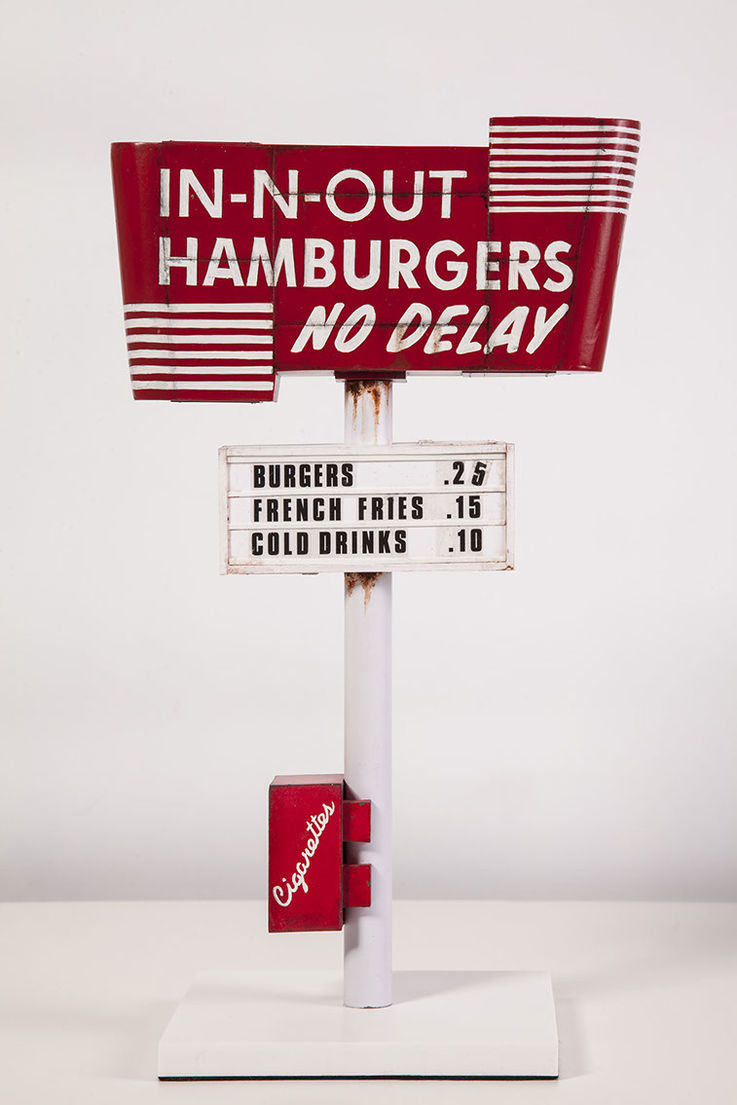 IN-N-OUT
HAMBURGERS
NO DELAY
BURGERS .25
FRENCH FRIES .15
COLD DRINKS .10
Cigarettes